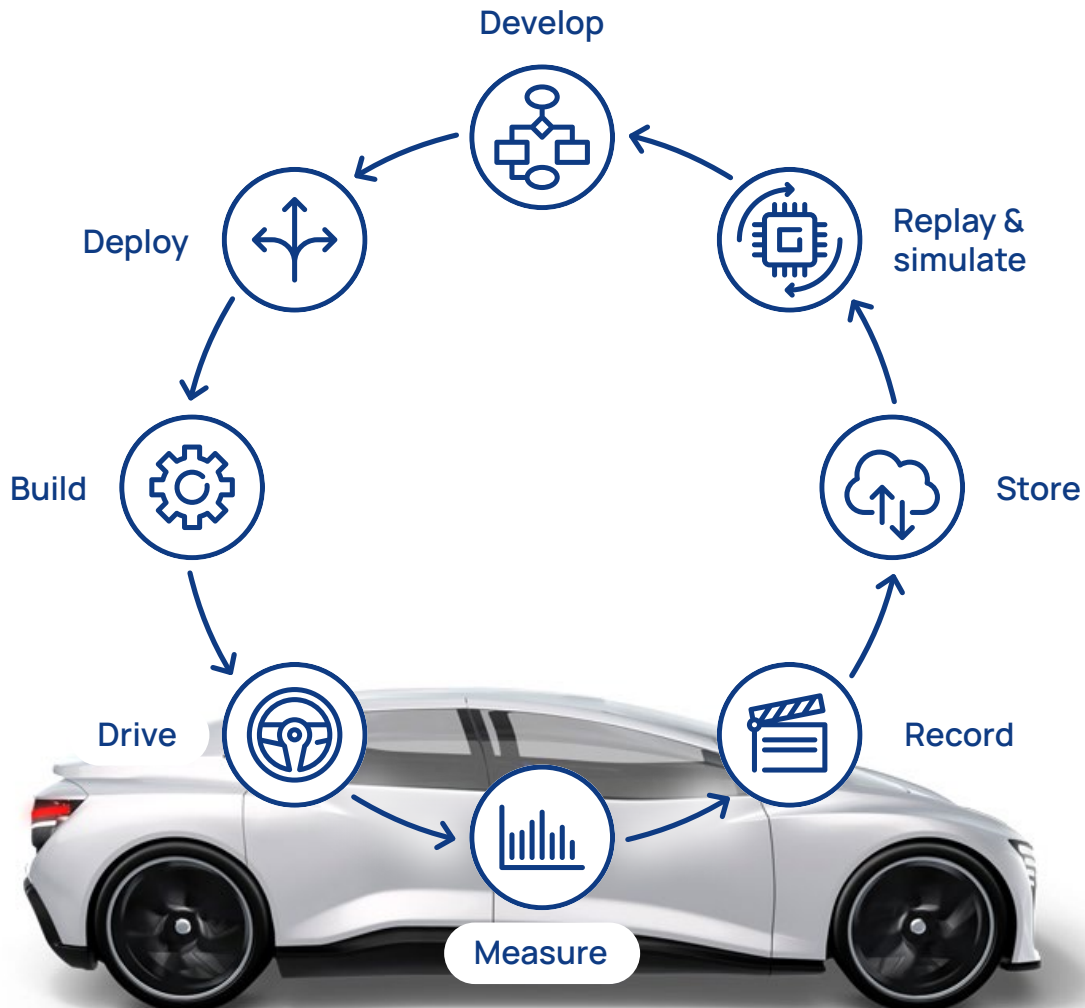 Develop
Deploy
Replay &
simulate
Build
Store
Drive
Record
Measure